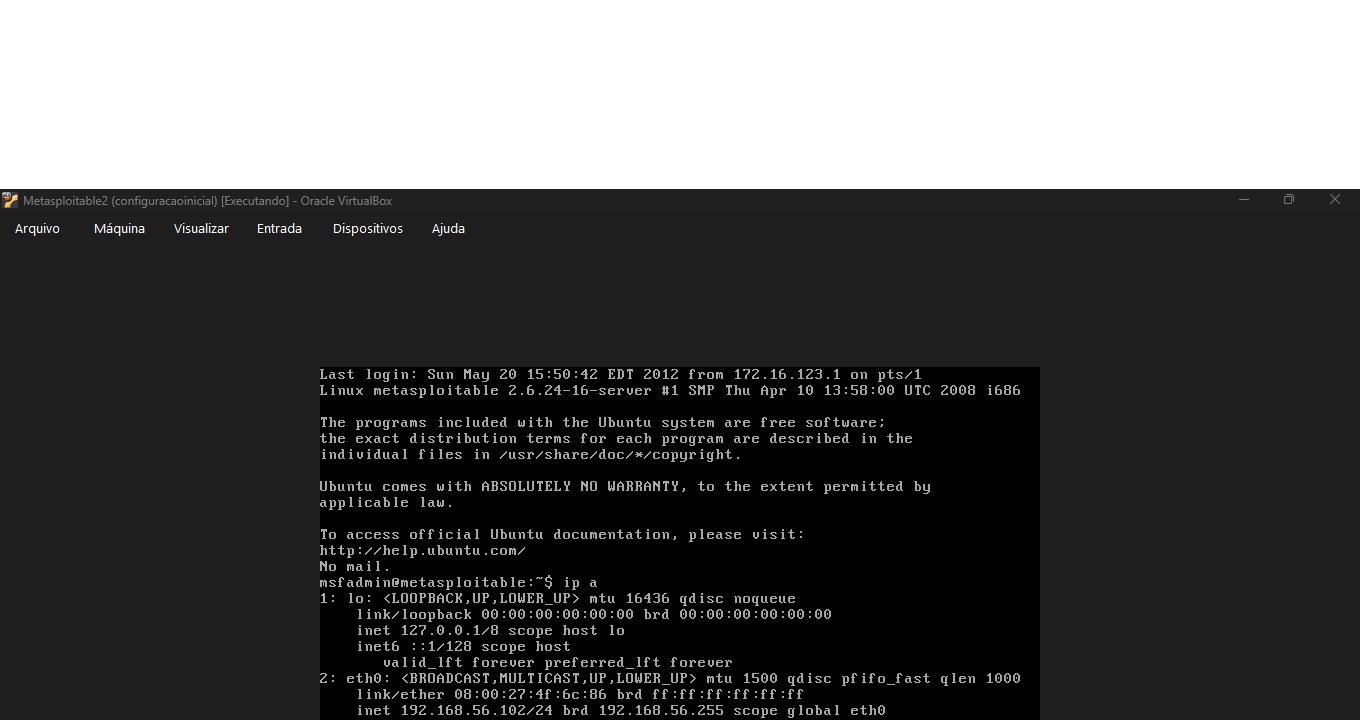 Metasploitable2 (configuracaoinicial) [Executando] - Oracle VirtualBox
Arquivo Máquina Visualizar Entrada Dispositivos Ajuda
Last login: Sun May 20 15:50:42 EDT 2012 from 172.16.123.1 on pts/1
Linux metasploitable 2.6.24-16-server #1 SMP Thu Apr 10 13:58:00 UTC 2008 i686
The programs included with the Ubuntu system are free software;
the exact distribution terms for each program are described in the
individual files in /usr/share/doc/*/copyright.
Ubuntu comes with ABSOLUTELY NO WARRANTY, to the extent permitted by
applicable law.
To access official Ubuntu documentation, please visit:
http://help.ubuntu.com/
No mail.
msfadmin@metasploitable:~$ ip a
1: lo: <LOOPBACK,UP,LOWER_UP> mtu 16436 qdisc noqueue
    link/loopback 00:00:00:00:00:00 brd 00:00:00:00:00:00
    inet 127.0.0.1/8 scope host lo
    inet6 ::1/128 scope host
       valid_lft forever preferred_lft forever
2: eth0: <BROADCAST,MULTICAST,UP,LOWER_UP> mtu 1500 qdisc pfifo_fast qlen 1000
    link/ether 08:00:27:4f:6c:86 brd ff:ff:ff:ff:ff:ff
    inet 192.168.56.102/24 brd 192.168.56.255 scope global eth0